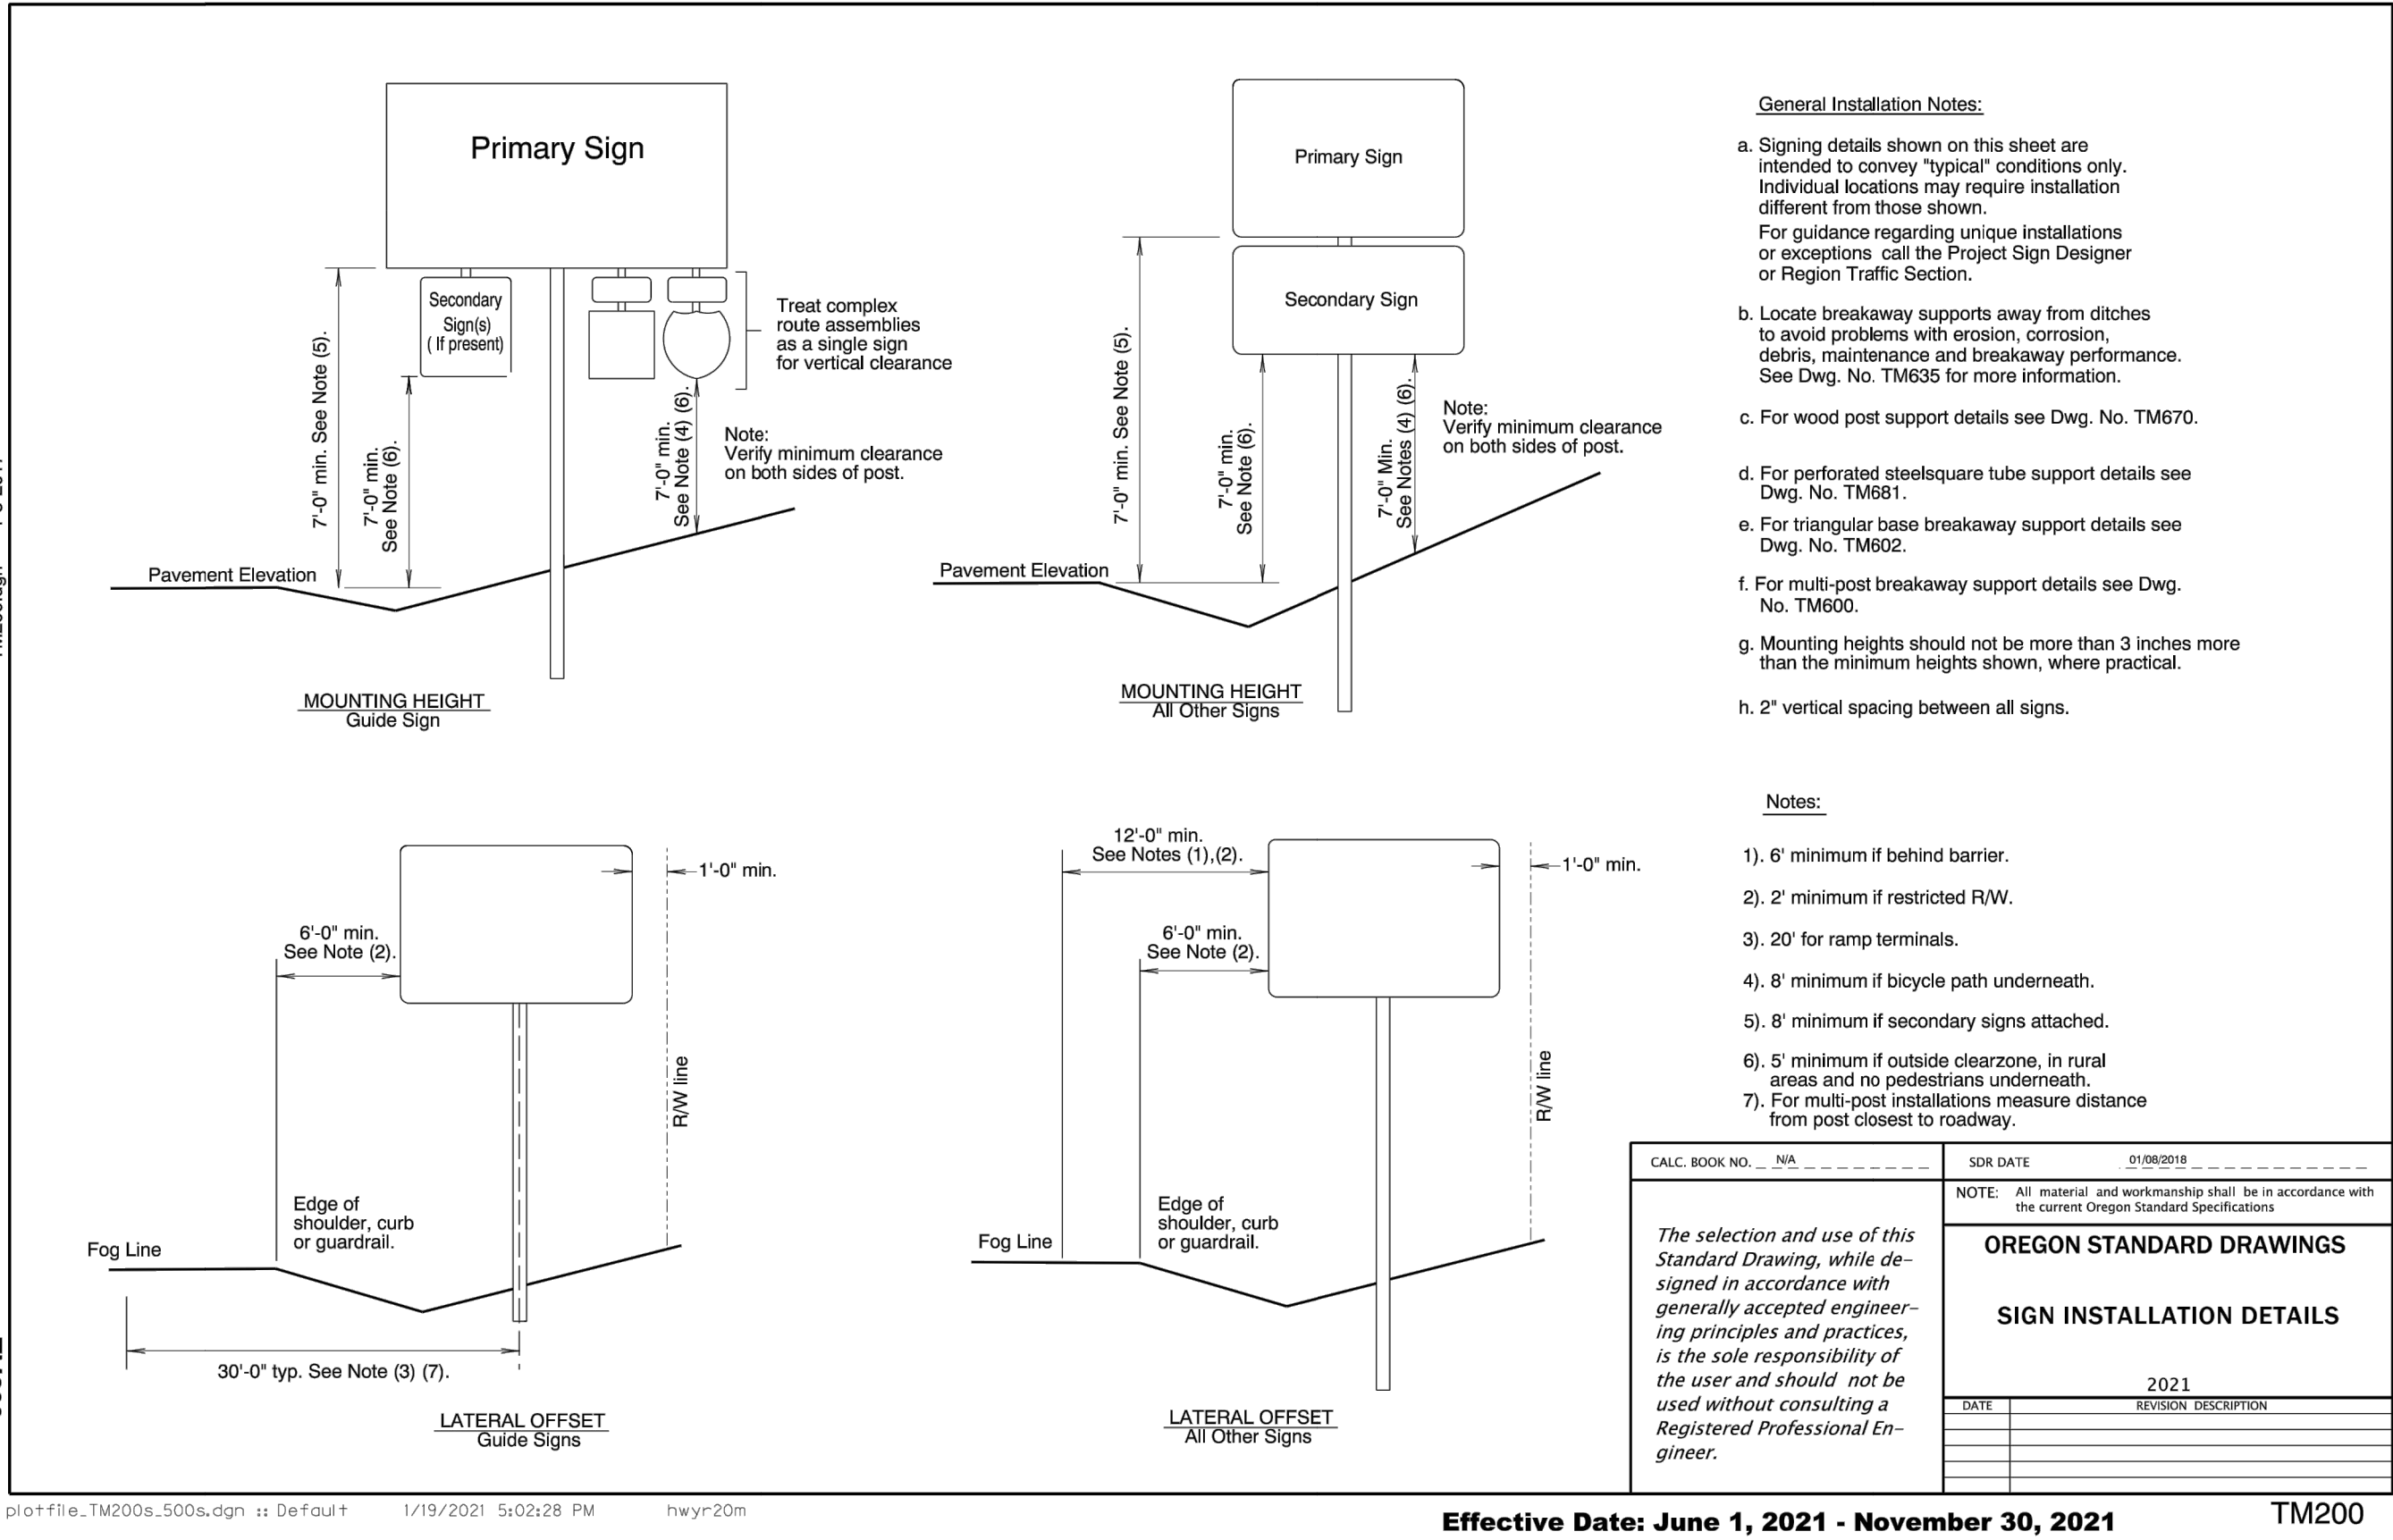 Primary Sign
Secondary
Sign(s)
( If present)
Treat complex
route assemblies
as a single sign
for vertical clearance
7'-0" min. See Note (5).
7'-0" min.
See Note (6).
7'-0" min.
See Note (4) (6).
Note:
Verify minimum clearance
on both sides of post.
Pavement Elevation
MOUNTING HEIGHT
Guide Sign
Primary Sign
Secondary Sign
7'-0" min. See Note (5).
7'-0" min.
See Note (6).
7'-0" Min.
See Notes (4) (6).
Note:
Verify minimum clearance
on both sides of post.
Pavement Elevation
MOUNTING HEIGHT
All Other Signs
General Installation Notes:
a. Signing details shown on this sheet are
intended to convey "typical" conditions only.
Individual locations may require installation
different from those shown.
For guidance regarding unique installations
or exceptions call the Project Sign Designer
or Region Traffic Section.
b. Locate breakaway supports away from ditches
to avoid problems with erosion, corrosion,
debris, maintenance and breakaway performance.
See Dwg. No. TM635 for more information.
c. For wood post support details see Dwg. No. TM670.
d. For perforated steelsquare tube support details see
Dwg. No. TM681.
e. For triangular base breakaway support details see
Dwg. No. TM602.
f. For multi-post breakaway support details see Dwg.
No. TM600.
g. Mounting heights should not be more than 3 inches more
than the minimum heights shown, where practical.
h. 2" vertical spacing between all signs.
1'-0" min.
6'-0" min.
See Note (2).
R/W line
Edge of
shoulder, curb
or guardrail.
Fog Line
30'-0" typ. See Note (3) (7).
LATERAL OFFSET
Guide Signs
12'-0" min.
See Notes (1),(2).
1'-0" min.
6'-0" min.
See Note (2).
R/W line
Edge of
shoulder, curb
or guardrail.
Fog Line
LATERAL OFFSET
All Other Signs
Notes:
1). 6' minimum if behind barrier.
2). 2' minimum if restricted R/W.
3). 20' for ramp terminals.
4). 8' minimum if bicycle path underneath.
5). 8' minimum if secondary signs attached.
6). 5' minimum if outside clearzone, in rural
areas and no pedestrians underneath.
7). For multi-post installations measure distance
from post closest to roadway.
CALC. BOOK NO. N/A
SDR DATE 01/08/2018
NOTE: All material and workmanship shall be in accordance with
the current Oregon Standard Specifications
The selection and use of this
Standard Drawing, while de-
signed in accordance with
generally accepted engineer-
ing principles and practices,
is the sole responsibility of
the user and should not be
used without consulting a
Registered Professional En-
gineer.
OREGON STANDARD DRAWINGS
SIGN INSTALLATION DETAILS
2021
DATE REVISION DESCRIPTION
plotfile_TM200s_500s.dgn :: Default 1/19/2021 5:02:28 PM hwyr20m
Effective Date: June 1, 2021 - November 30, 2021
TM200